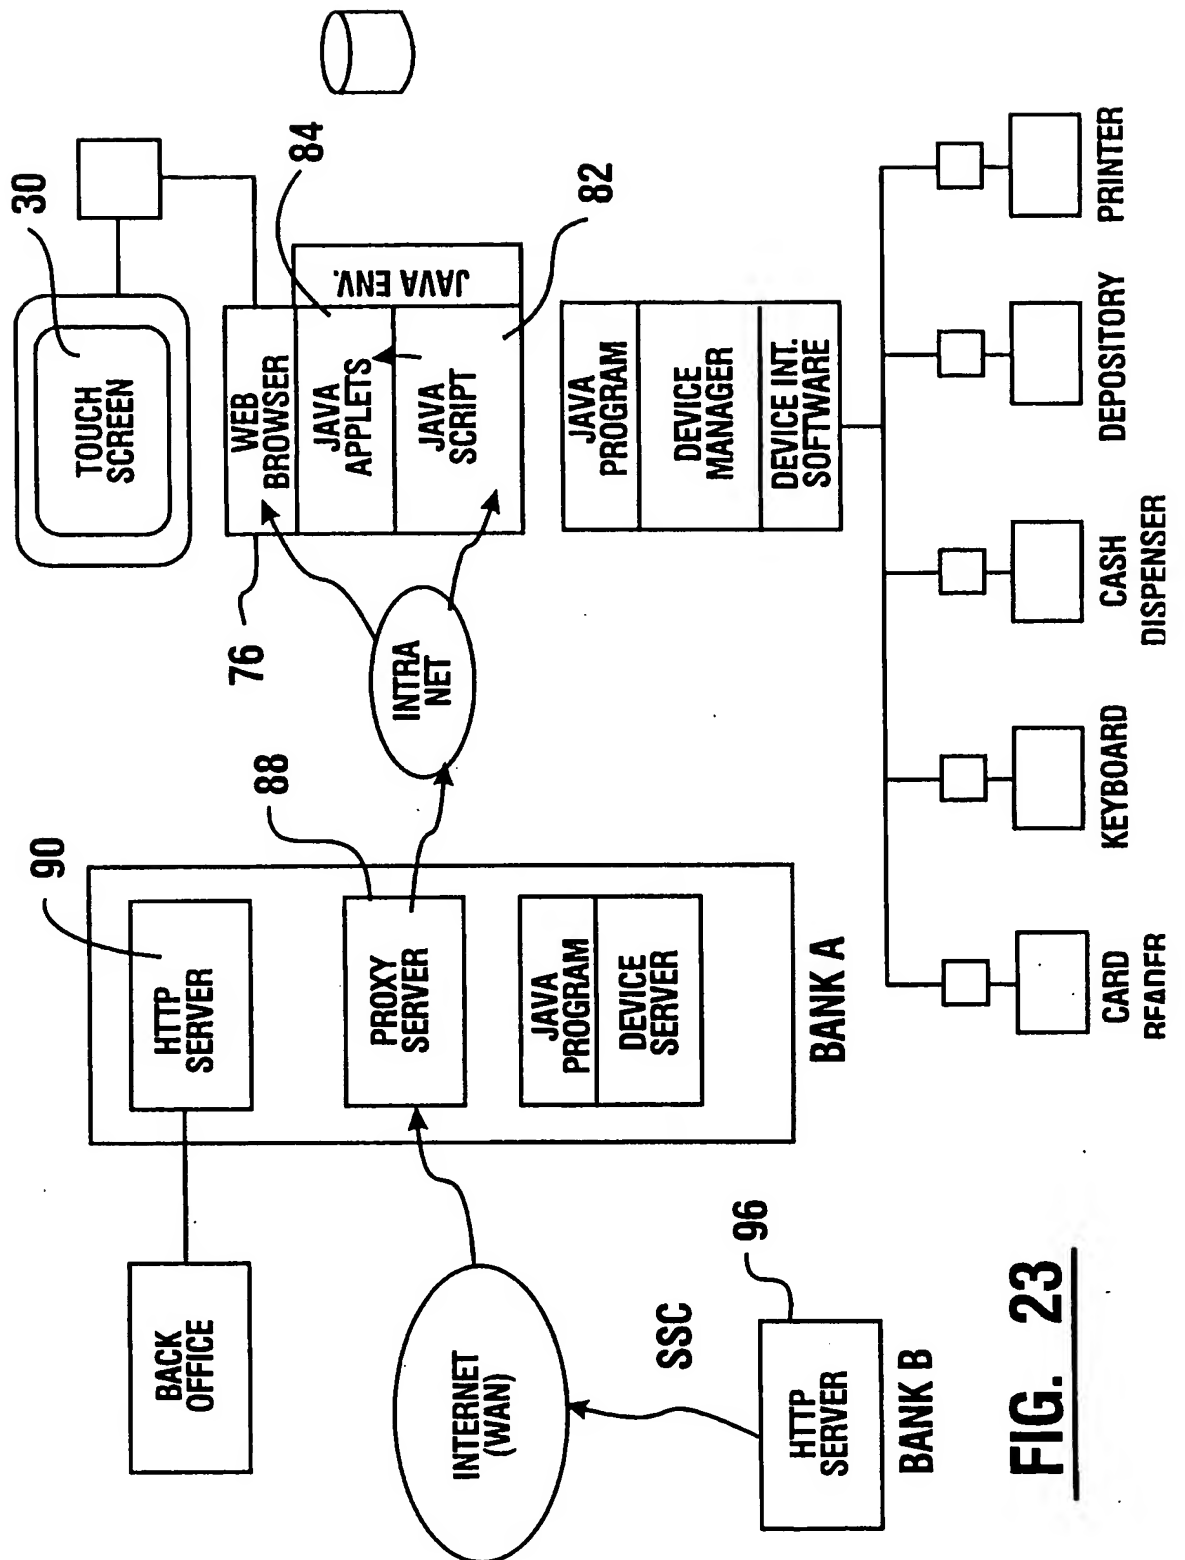 30
TOUCH
SCREEN
84
76
WEB
BROWSER
JAVA
APPLETS
JAVA
SCRIPT
JAVA ENV.
82
90
HTTP
SERVER
BACK
OFFICE
88
PROXY
SERVER
INTRA
NET
INTERNET
(WAN)
JAVA
PROGRAM
DEVICE
SERVER
BANK A
JAVA
PROGRAM
DEVICE
MANAGER
DEVICE INT.
SOFTWARE
SSC
96
HTTP
SERVER
BANK B
CARD
READER
KEYBOARD
CASH
DISPENSER
DEPOSITORY
PRINTER
FIG. 23